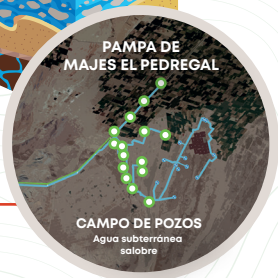 PAMPA DE
MAJES EL PEDREGAL
CAMPO DE POZOS
Agua subterránea
salobre